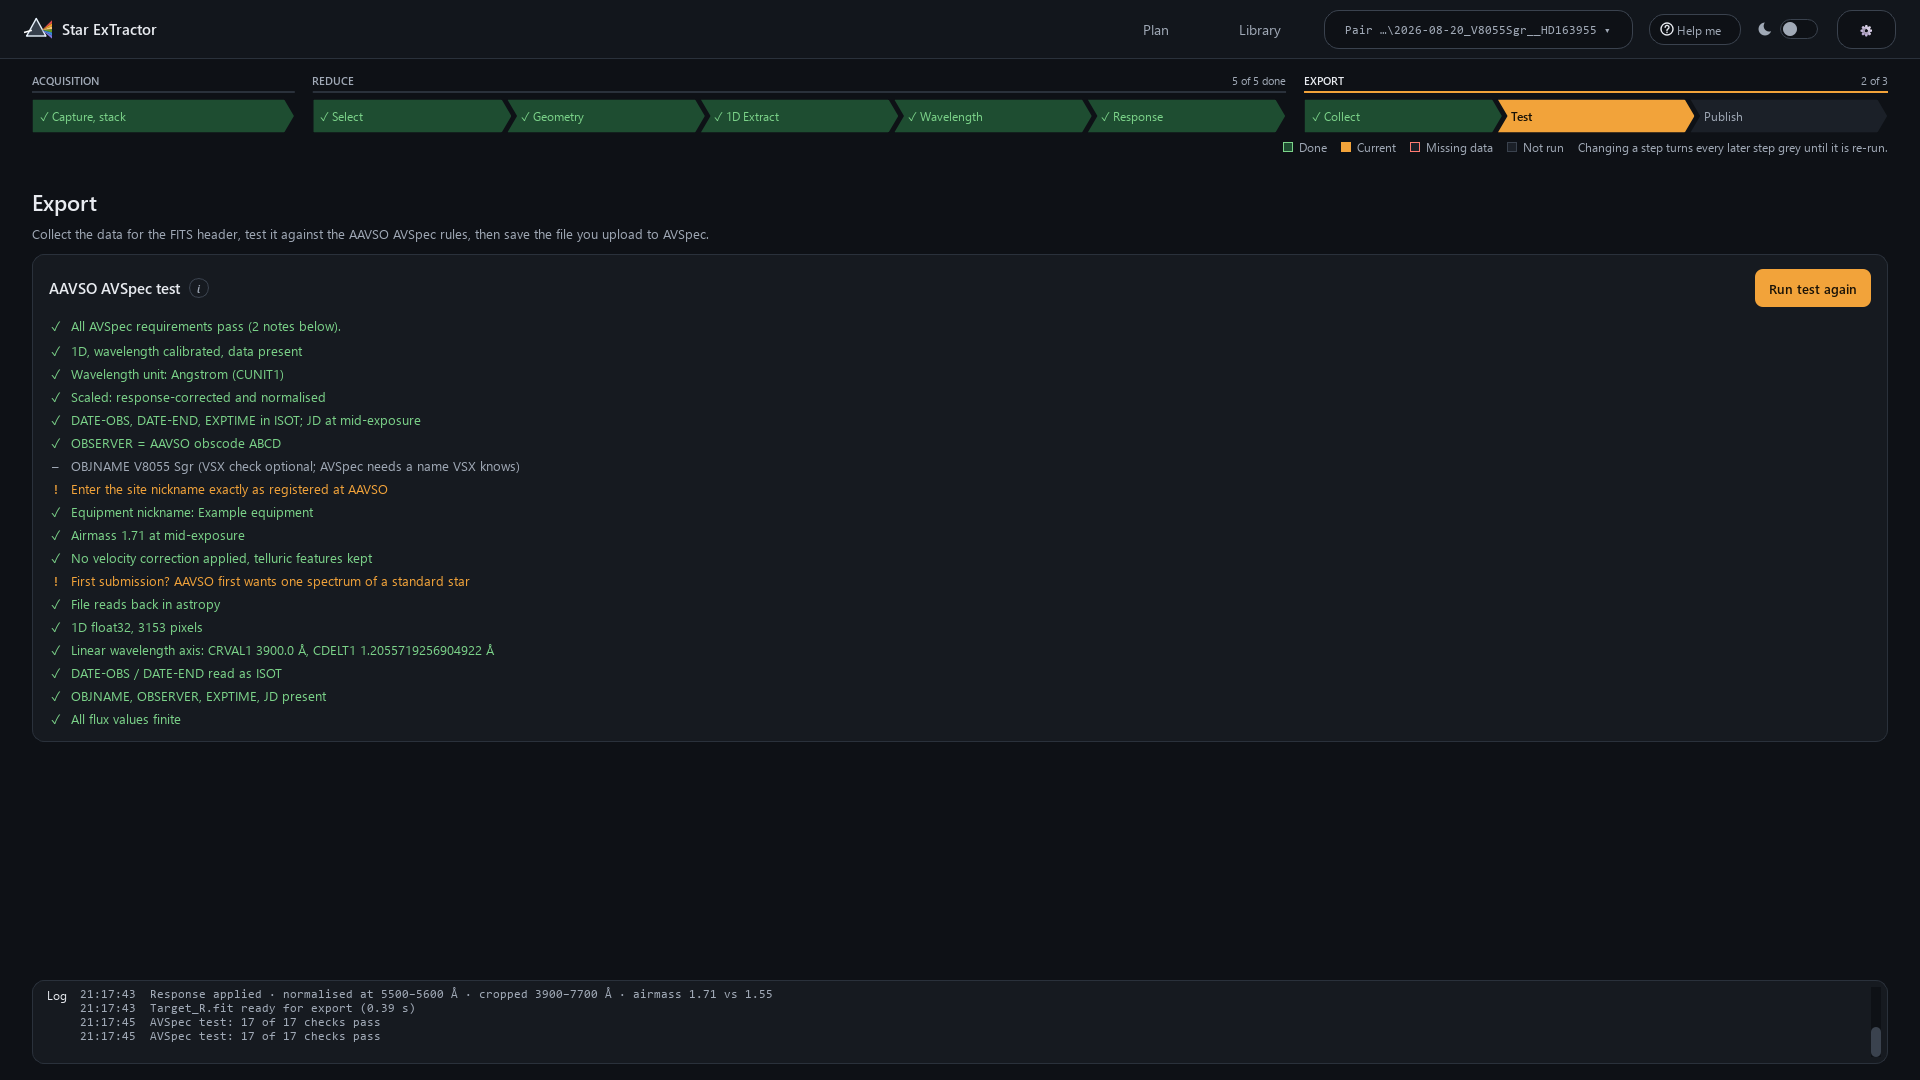 Star ExTractor
Plan
Library
Pair …\2026-08-20_V8055Sgr__HD163955 ▾
Help me
ACQUISITION
REDUCE
5 of 5 done
EXPORT
2 of 3
✓ Capture, stack
✓ Select
✓ Geometry
✓ 1D Extract
✓ Wavelength
✓ Response
✓ Collect
Test
Publish
Done
Current
Missing data
Not run
Changing a step turns every later step grey until it is re-run.
Export
Collect the data for the FITS header, test it against the AAVSO AVSpec rules, then save the file you upload to AVSpec.
AAVSO AVSpec test i
Run test again
✓ All AVSpec requirements pass (2 notes below).
✓ 1D, wavelength calibrated, data present
✓ Wavelength unit: Angstrom (CUNIT1)
✓ Scaled: response-corrected and normalised
✓ DATE-OBS, DATE-END, EXPTIME in ISOT; JD at mid-exposure
✓ OBSERVER = AAVSO obscode ABCD
– OBJNAME V8055 Sgr (VSX check optional; AVSpec needs a name VSX knows)
! Enter the site nickname exactly as registered at AAVSO
✓ Equipment nickname: Example equipment
✓ Airmass 1.71 at mid-exposure
✓ No velocity correction applied, telluric features kept
! First submission? AAVSO first wants one spectrum of a standard star
✓ File reads back in astropy
✓ 1D float32, 3153 pixels
✓ Linear wavelength axis: CRVAL1 3900.0 Å, CDELT1 1.2055719256904922 Å
✓ DATE-OBS / DATE-END read as ISOT
✓ OBJNAME, OBSERVER, EXPTIME, JD present
✓ All flux values finite
Log
21:17:43 Response applied · normalised at 5500–5600 Å · cropped 3900–7700 Å · airmass 1.71 vs 1.55
21:17:43 Target_R.fit ready for export (0.39 s)
21:17:45 AVSpec test: 17 of 17 checks pass
21:17:45 AVSpec test: 17 of 17 checks pass